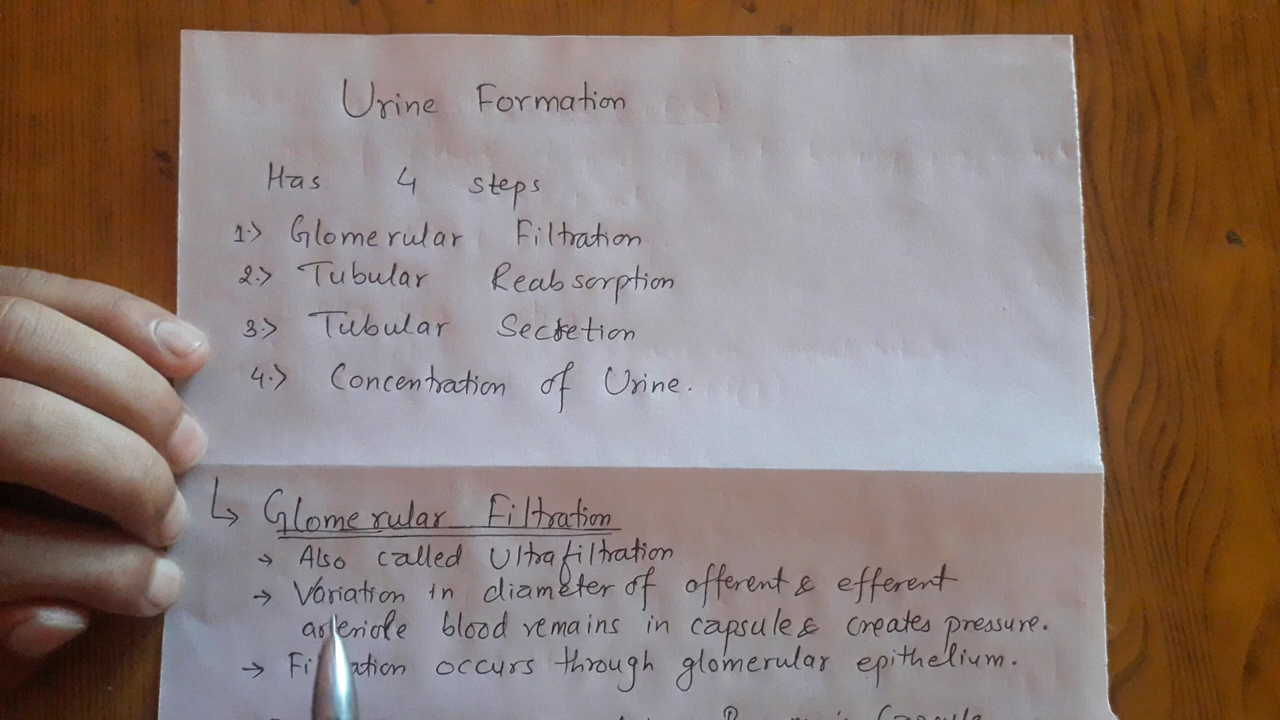 Urine Formation
Has 4 steps
1.> Glomerular Filtration
2.> Tubular Reabsorption
3.> Tubular Secretion
4.> Concentration of Urine.
↳ Glomerular Filtration
→ Also called Ultrafiltration
→ Variation in diameter of offerent & efferent
arteriole blood remains in capsule & creates pressure.
→ occurs through glomerular epithelium.
Capsule